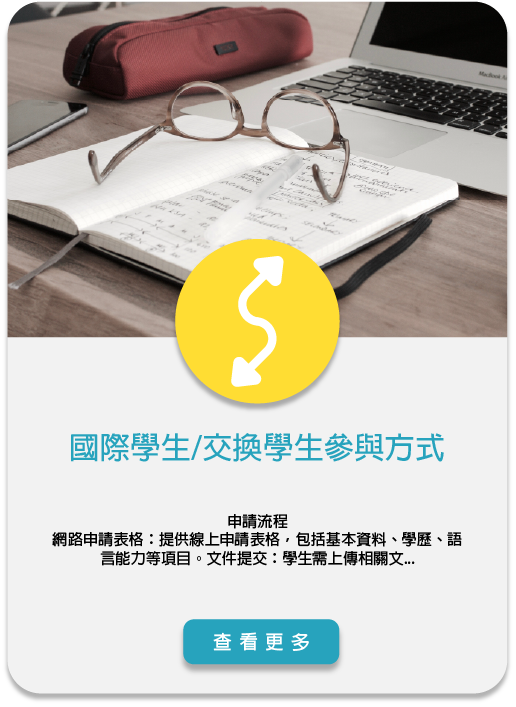 國際學生/交換學生參與方式
申請流程
網路申請表格：提供線上申請表格，包括基本資料、學歷、語
言能力等項目。文件提交：學生需上傳相關文...
查看更多